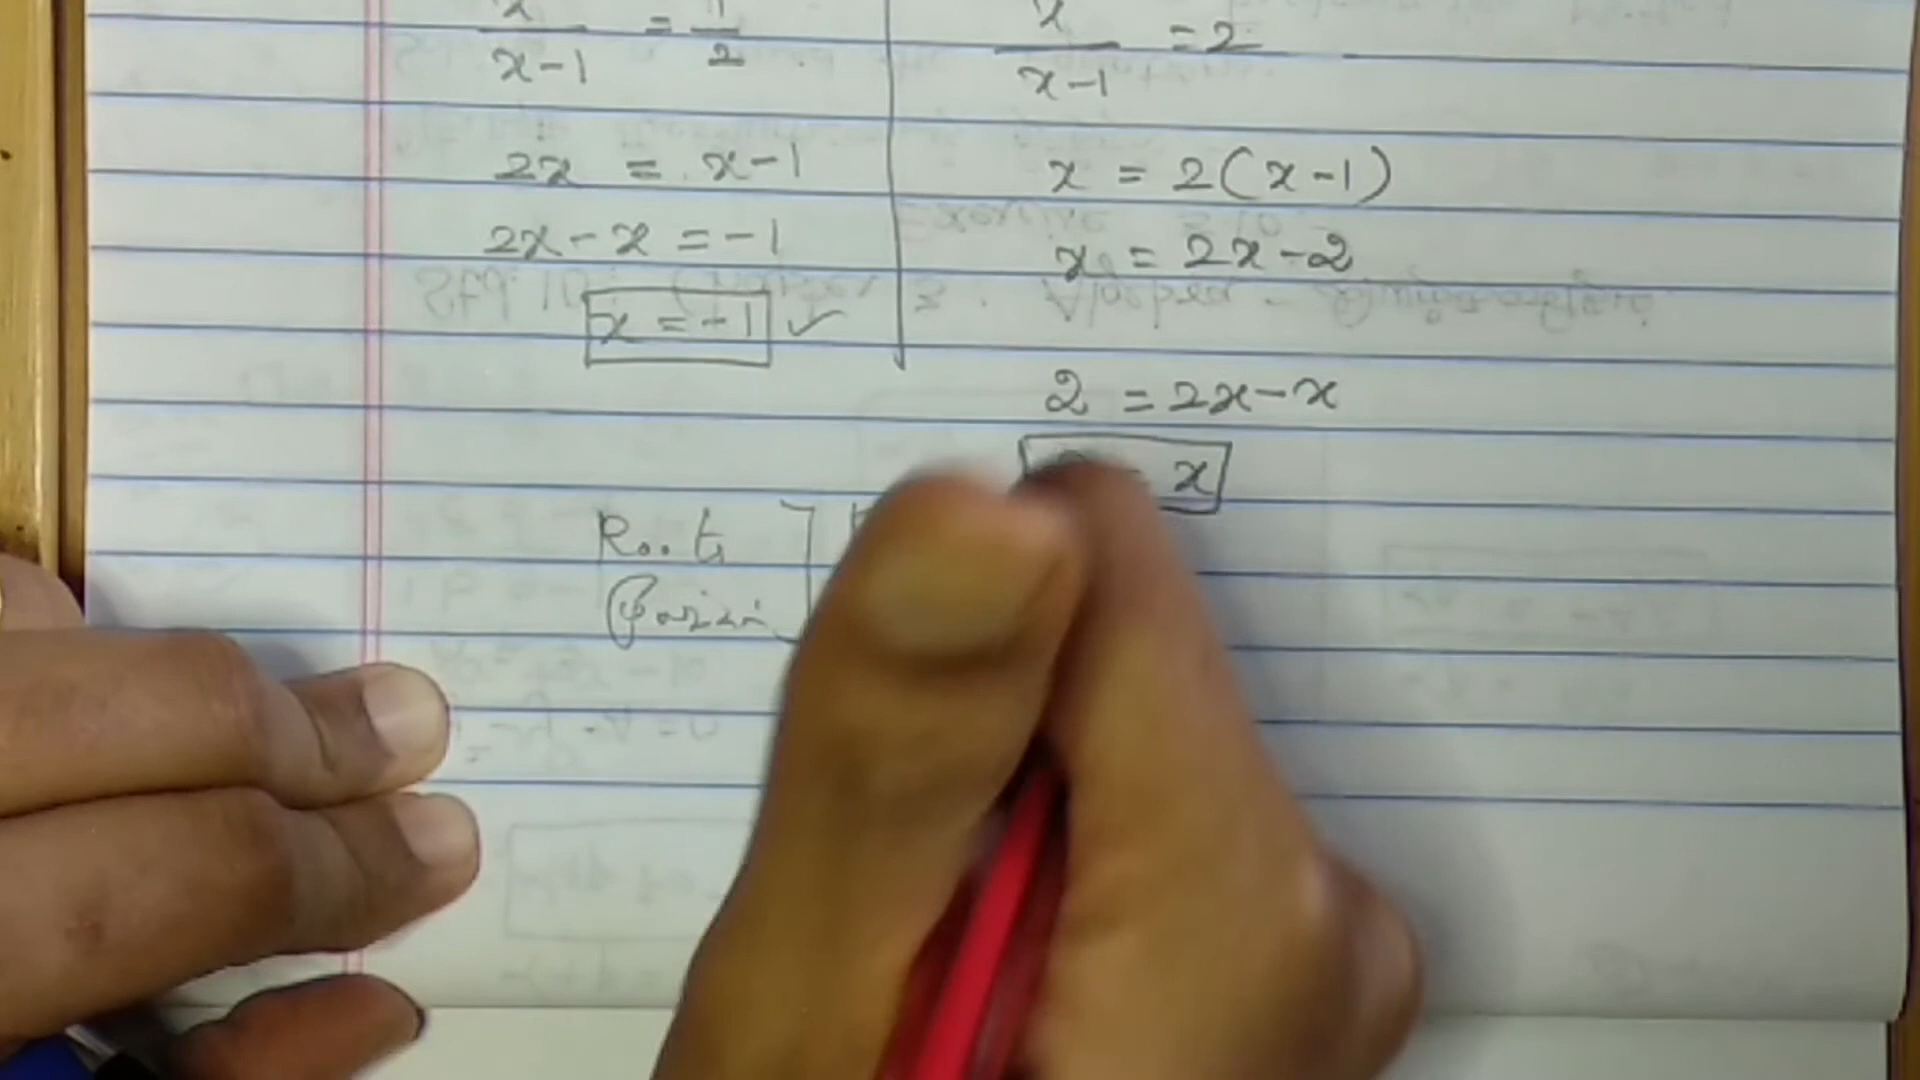 x/(x-1) = 1/2
2x = x-1
2x-x = -1
x = -1 ✓
x/(x-1) = 2
x = 2(x-1)
x = 2x-2
2 = 2x-x
x
Roots